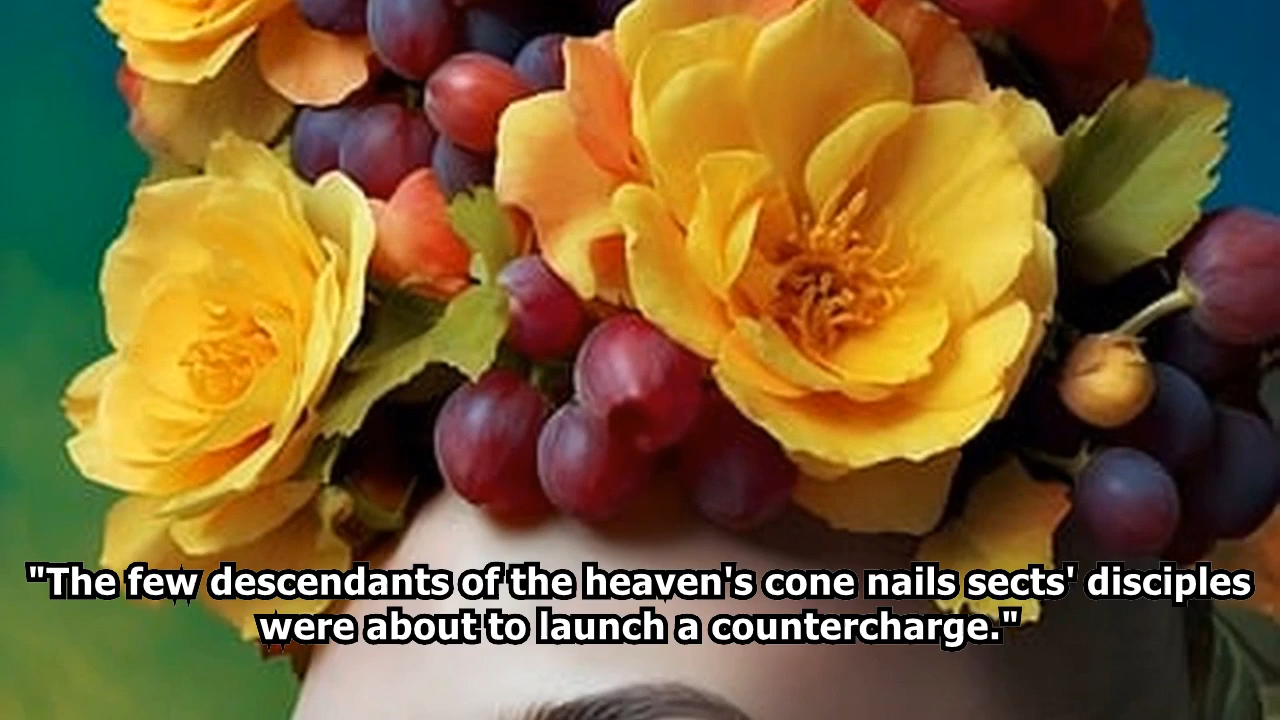 "The few descendants of the heaven's cone nails sects' disciples
were about to launch a countercharge."